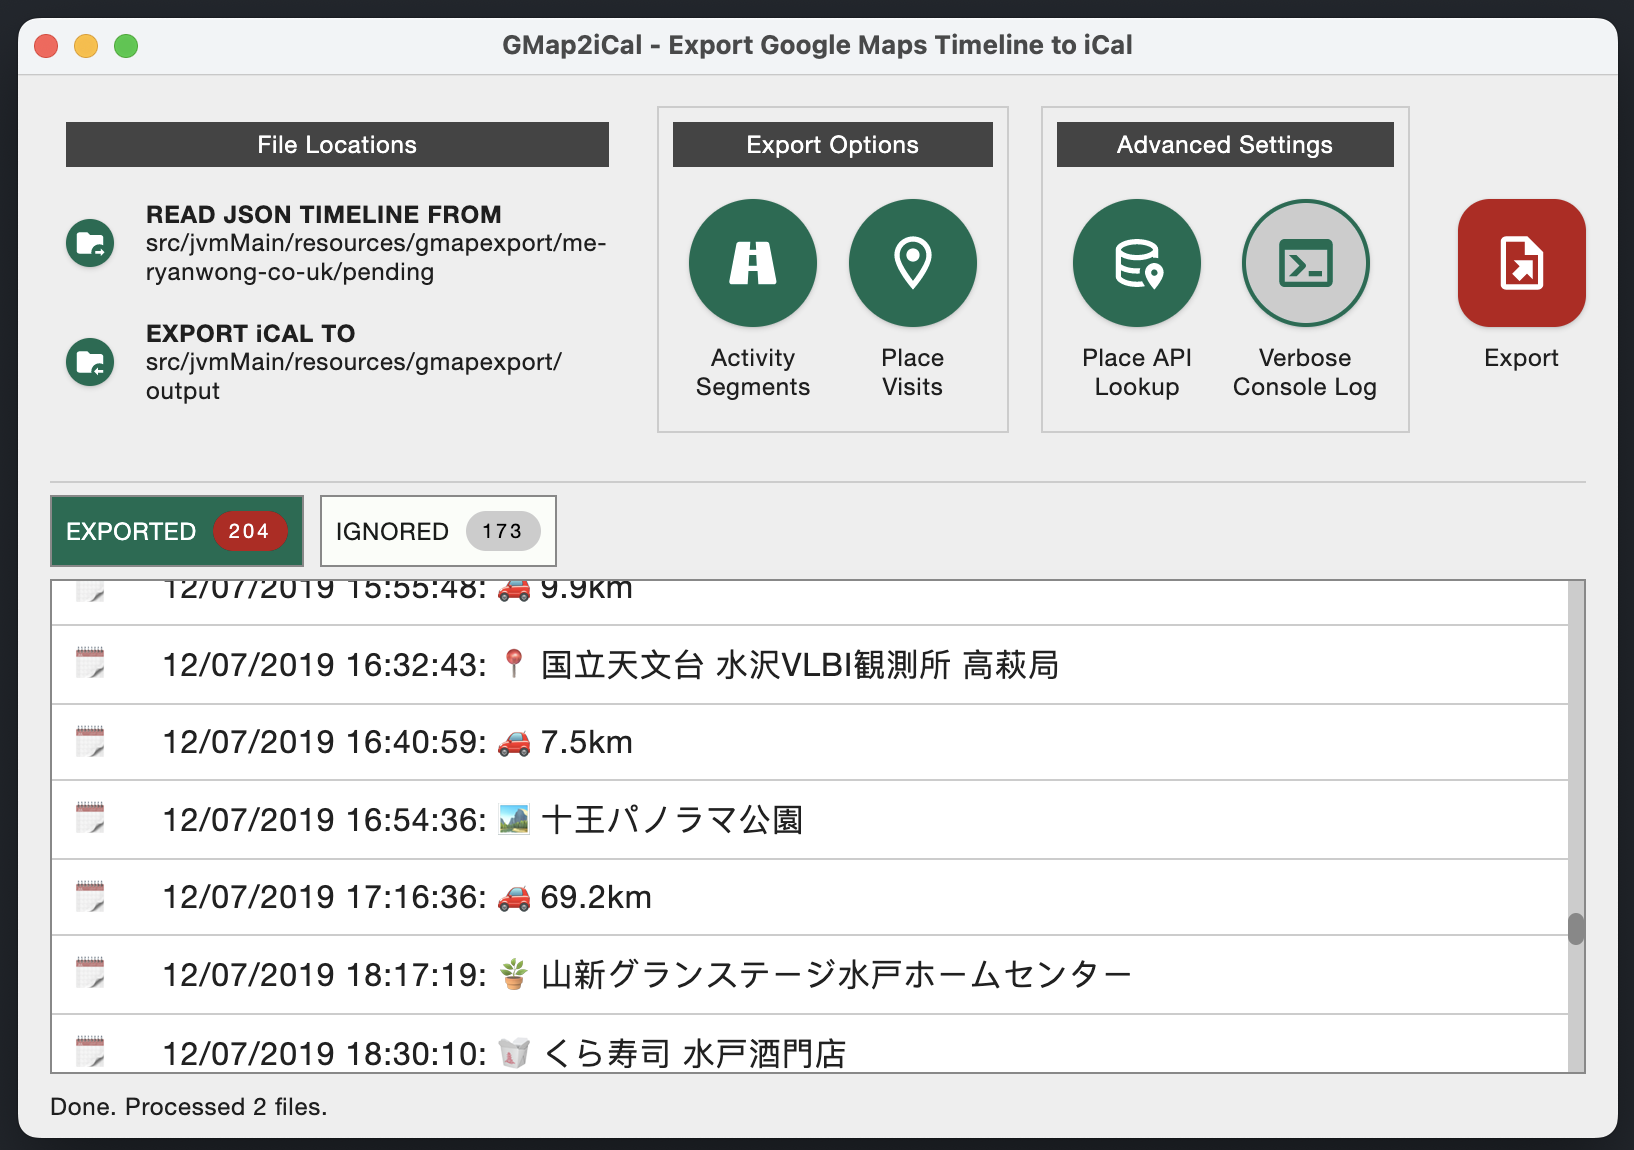 GMap2iCal - Export Google Maps Timeline to iCal
File Locations
READ JSON TIMELINE FROM
src/jvmMain/resources/gmapexport/me-
ryanwong-co-uk/pending
EXPORT iCAL TO
src/jvmMain/resources/gmapexport/
output
Export Options
Activity
Segments
Place
Visits
Advanced Settings
Place API
Lookup
Verbose
Console Log
Export
EXPORTED 204
IGNORED 173
12/07/2019 15:55:48: 🚗 9.9km
12/07/2019 16:32:43: 📍 国立天文台 水沢VLBI観測所 高萩局
12/07/2019 16:40:59: 🚗 7.5km
12/07/2019 16:54:36: 🏞️ 十王パノラマ公園
12/07/2019 17:16:36: 🚗 69.2km
12/07/2019 18:17:19: 🪴 山新グランステージ水戸ホームセンター
12/07/2019 18:30:10: 🥡 くら寿司 水戸酒門店
Done. Processed 2 files.